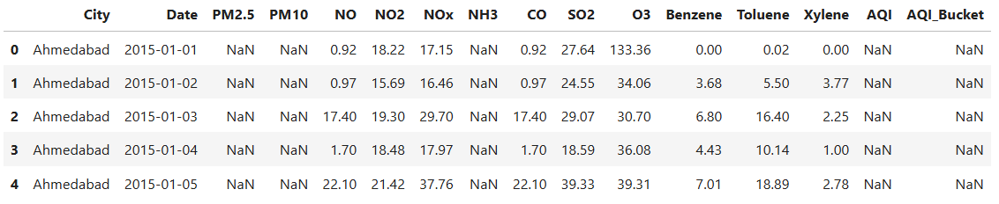 City Date PM2.5 PM10 NO NO2 NOx NH3 CO SO2 O3 Benzene Toluene Xylene AQI AQI_Bucket
0 Ahmedabad 2015-01-01 NaN NaN 0.92 18.22 17.15 NaN 0.92 27.64 133.36 0.00 0.02 0.00 NaN NaN
1 Ahmedabad 2015-01-02 NaN NaN 0.97 15.69 16.46 NaN 0.97 24.55 34.06 3.68 5.50 3.77 NaN NaN
2 Ahmedabad 2015-01-03 NaN NaN 17.40 19.30 29.70 NaN 17.40 29.07 30.70 6.80 16.40 2.25 NaN NaN
3 Ahmedabad 2015-01-04 NaN NaN 1.70 18.48 17.97 NaN 1.70 18.59 36.08 4.43 10.14 1.00 NaN NaN
4 Ahmedabad 2015-01-05 NaN NaN 22.10 21.42 37.76 NaN 22.10 39.33 39.31 7.01 18.89 2.78 NaN NaN